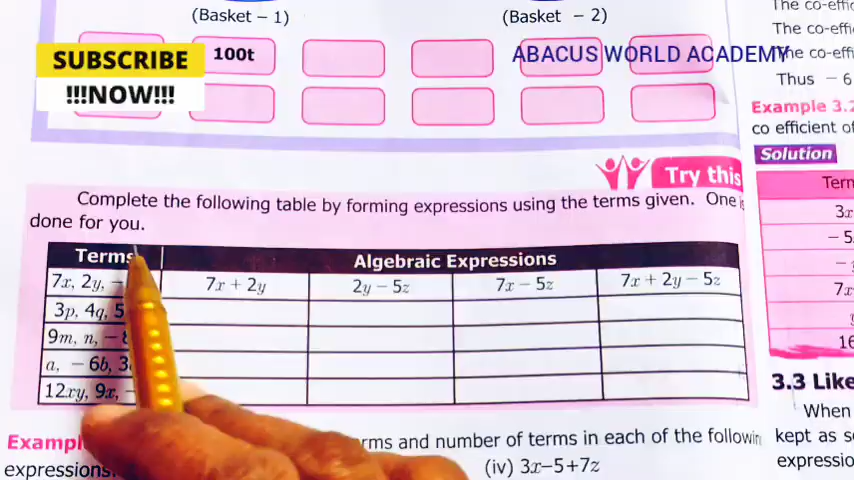 (Basket - 1)
(Basket - 2)
SUBSCRIBE
!!!NOW!!!
100t
ABACUS WORLD ACADEMY
Try this
Complete the following table by forming expressions using the terms given. One
done for you.
Terms
Algebraic Expressions
7x, 2y, -
7x + 2y
2y - 5z
7x - 5z
7x + 2y - 5z
3p, 4q, 5
9m, n, -
a, - 6b, 3
12xy, 9x, -
Exampl
rms and number of terms in each of the followin
expressions.
(iv) 3x-5+7z
The co-effic
The co-effi
The co-effi
Thus - 6
Example 3.2
co efficient of
Solution
Term
3x
- 5
-
7x
y
16
3.3 Like
When
kept as s
expressio